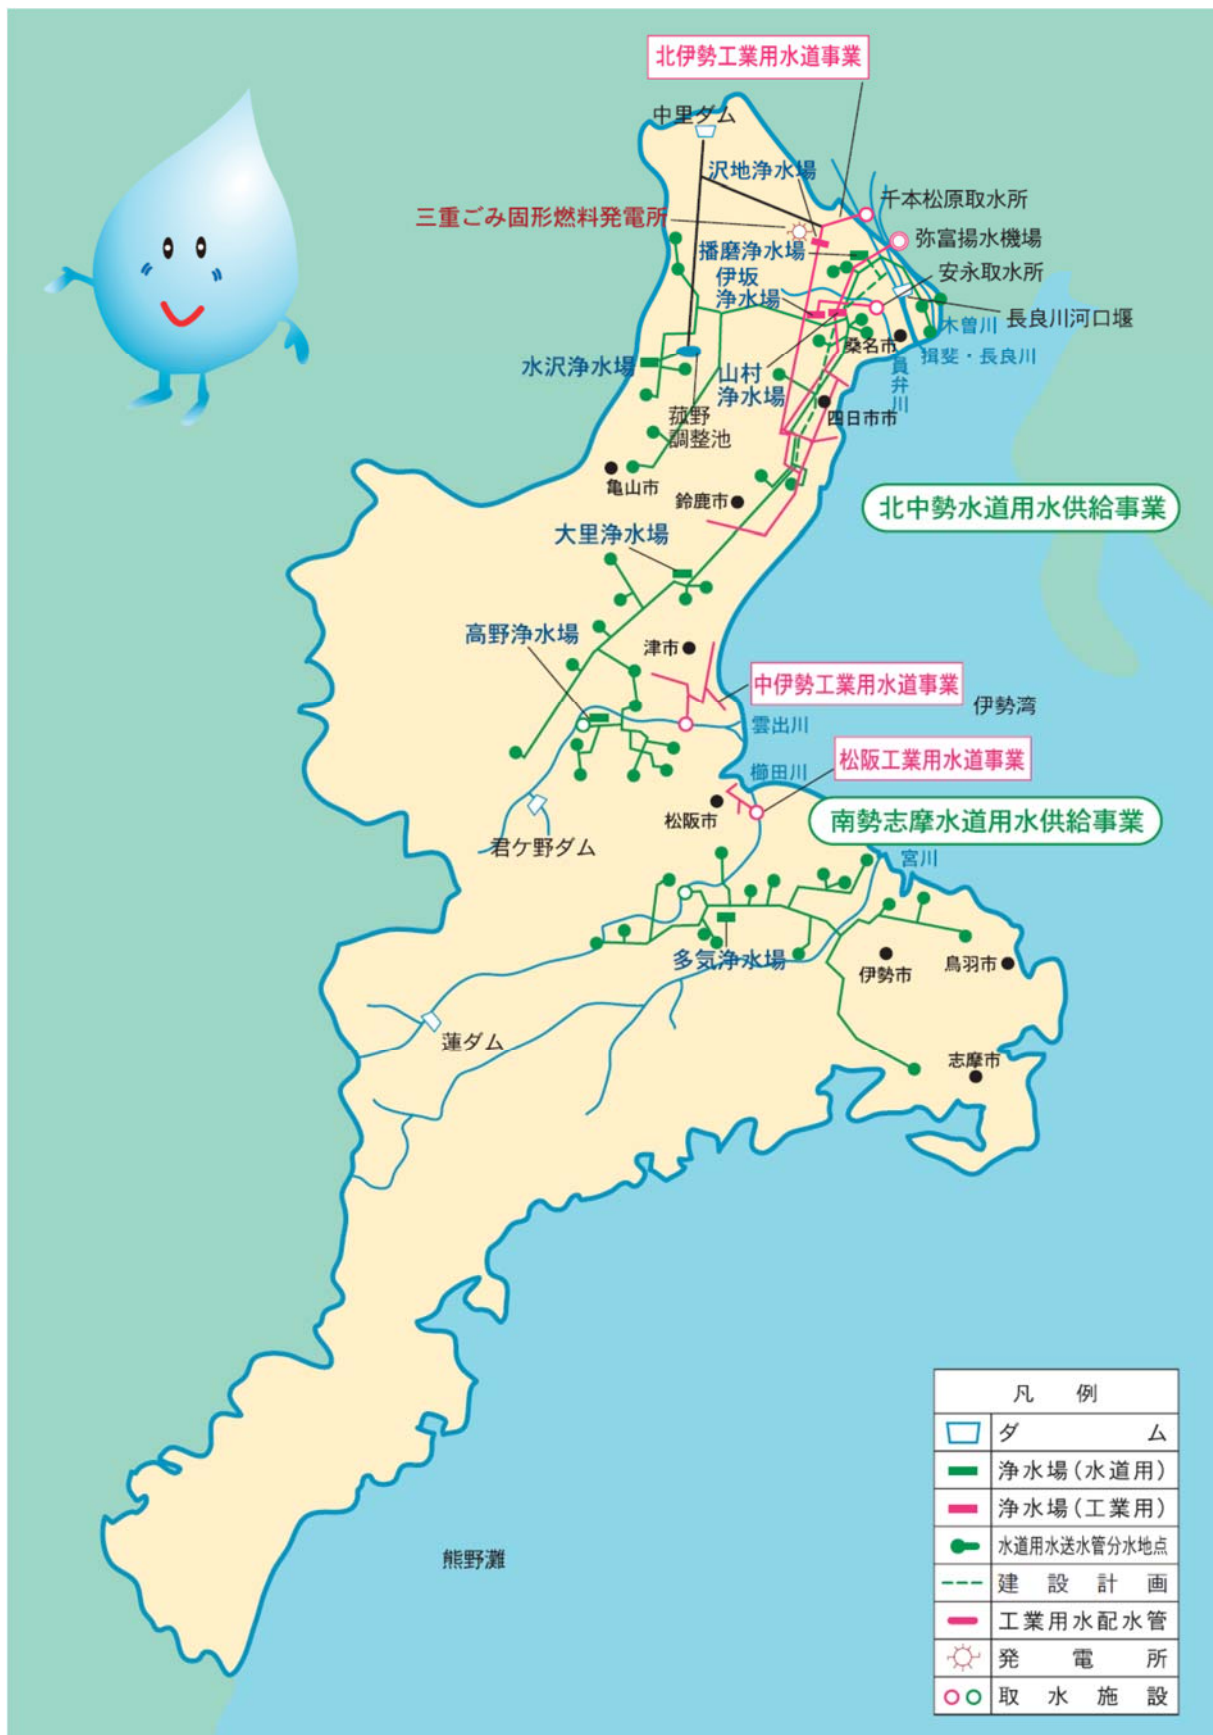 北伊勢工業用水道事業
中里ダム
沢地浄水場
千本松原取水所
三重ごみ固形燃料発電所
弥富揚水機場
播磨浄水場
安永取水所
伊坂
浄水場
長良川河口堰
木曽川
桑名市
揖斐・長良川
員弁川
水沢浄水場
山村
浄水場
四日市市
菰野
調整池
亀山市
鈴鹿市
北中勢水道用水供給事業
大里浄水場
高野浄水場
津市
中伊勢工業用水道事業
伊勢湾
雲出川
松阪工業用水道事業
櫛田川
松阪市
南勢志摩水道用水供給事業
君ケ野ダム
宮川
多気浄水場
伊勢市
鳥羽市
蓮ダム
志摩市
熊野灘
凡例
ダム
浄水場(水道用)
浄水場(工業用)
水道用水送水管分水地点
建設計画
工業用水配水管
発電所
取水施設